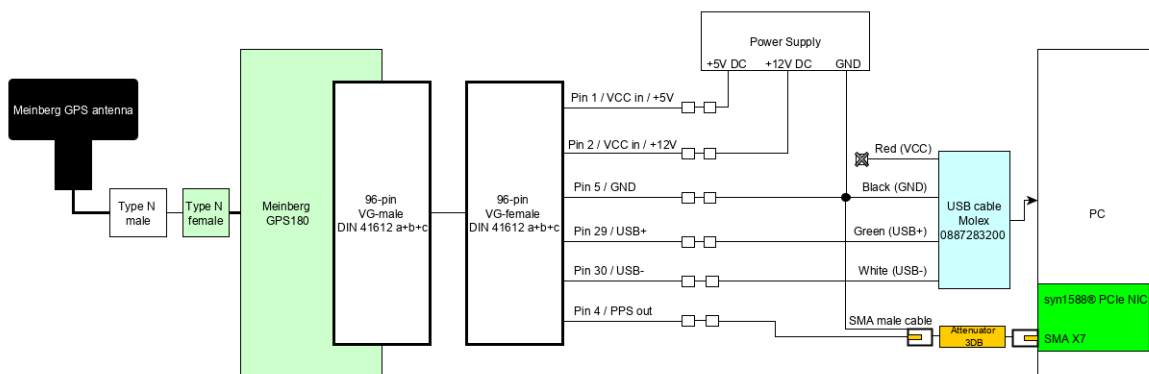 Power Supply
+5V DC +12V DC GND
Meinberg GPS antenna
Pin 1 / VCC in / +5V
Pin 2 / VCC in / +12V
Red (VCC)
Type N
male
Type N
female
Meinberg
GPS180
96-pin
VG-male
DIN 41612 a+b+c
96-pin
VG-female
DIN 41612 a+b+c
Pin 5 / GND
Black (GND)
USB cable
Molex
0887283200
PC
Pin 29 / USB+
Green (USB+)
Pin 30 / USB-
White (USB-)
Pin 4 / PPS out
SMA male cable
Attenuator
3DB
syn1588® PCIe NIC
SMA X7